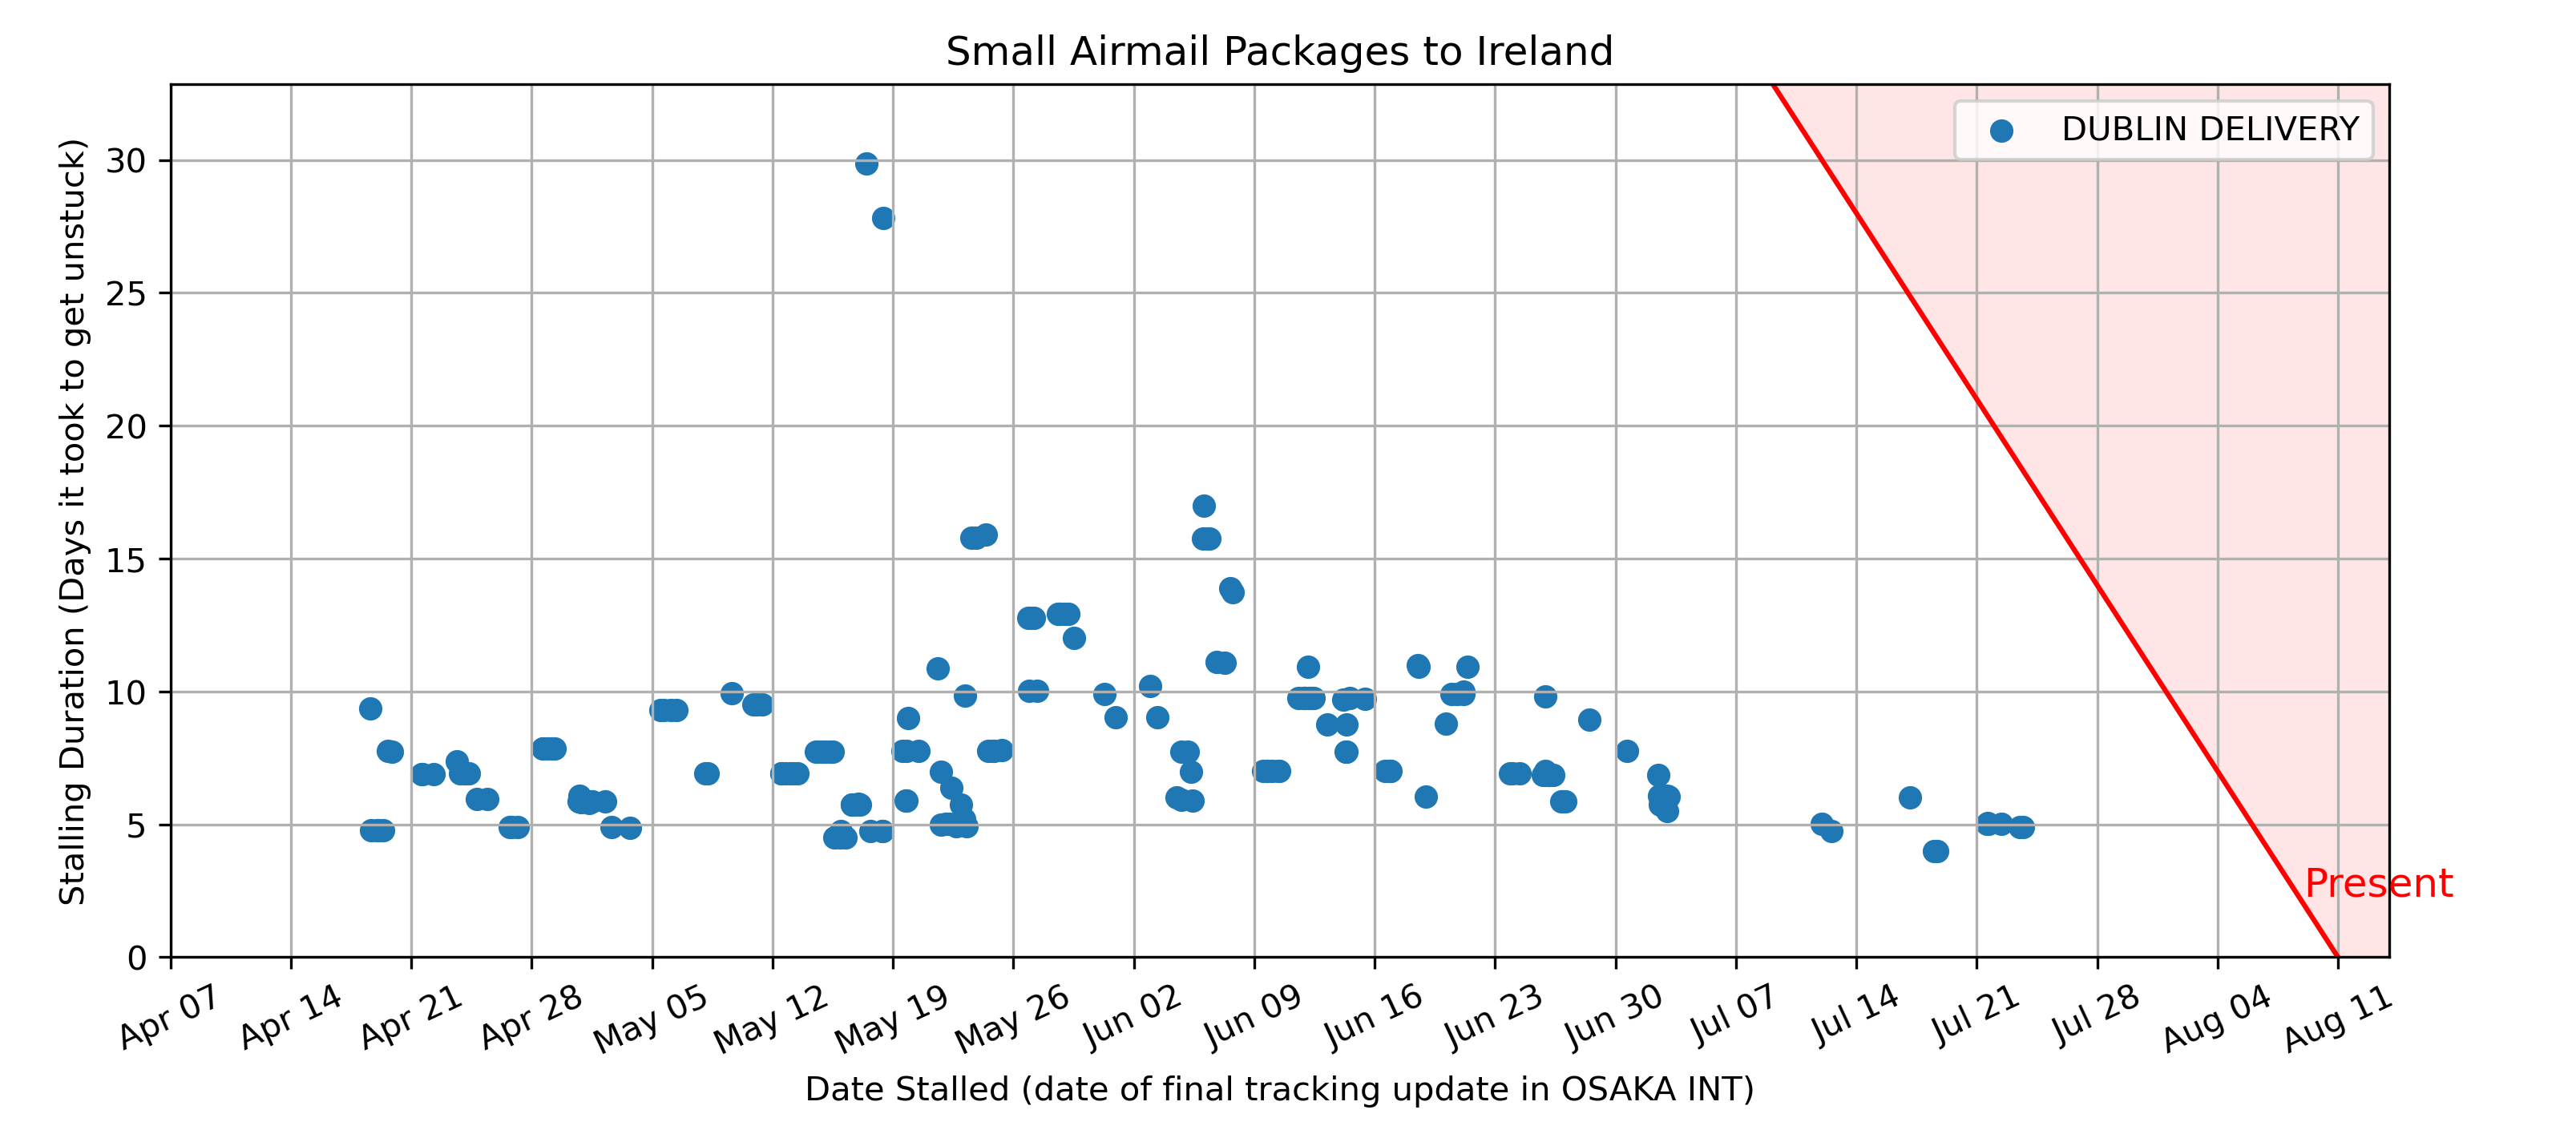 Small Airmail Packages to Ireland
DUBLIN DELIVERY
Stalling Duration (Days it took to get unstuck)
30
25
20
15
10
5
0
Present
Apr 07
Apr 14
Apr 21
Apr 28
May 05
May 12
May 19
May 26
Jun 02
Jun 09
Jun 16
Jun 23
Jun 30
Jul 07
Jul 14
Jul 21
Jul 28
Aug 04
Aug 11
Date Stalled (date of final tracking update in OSAKA INT)